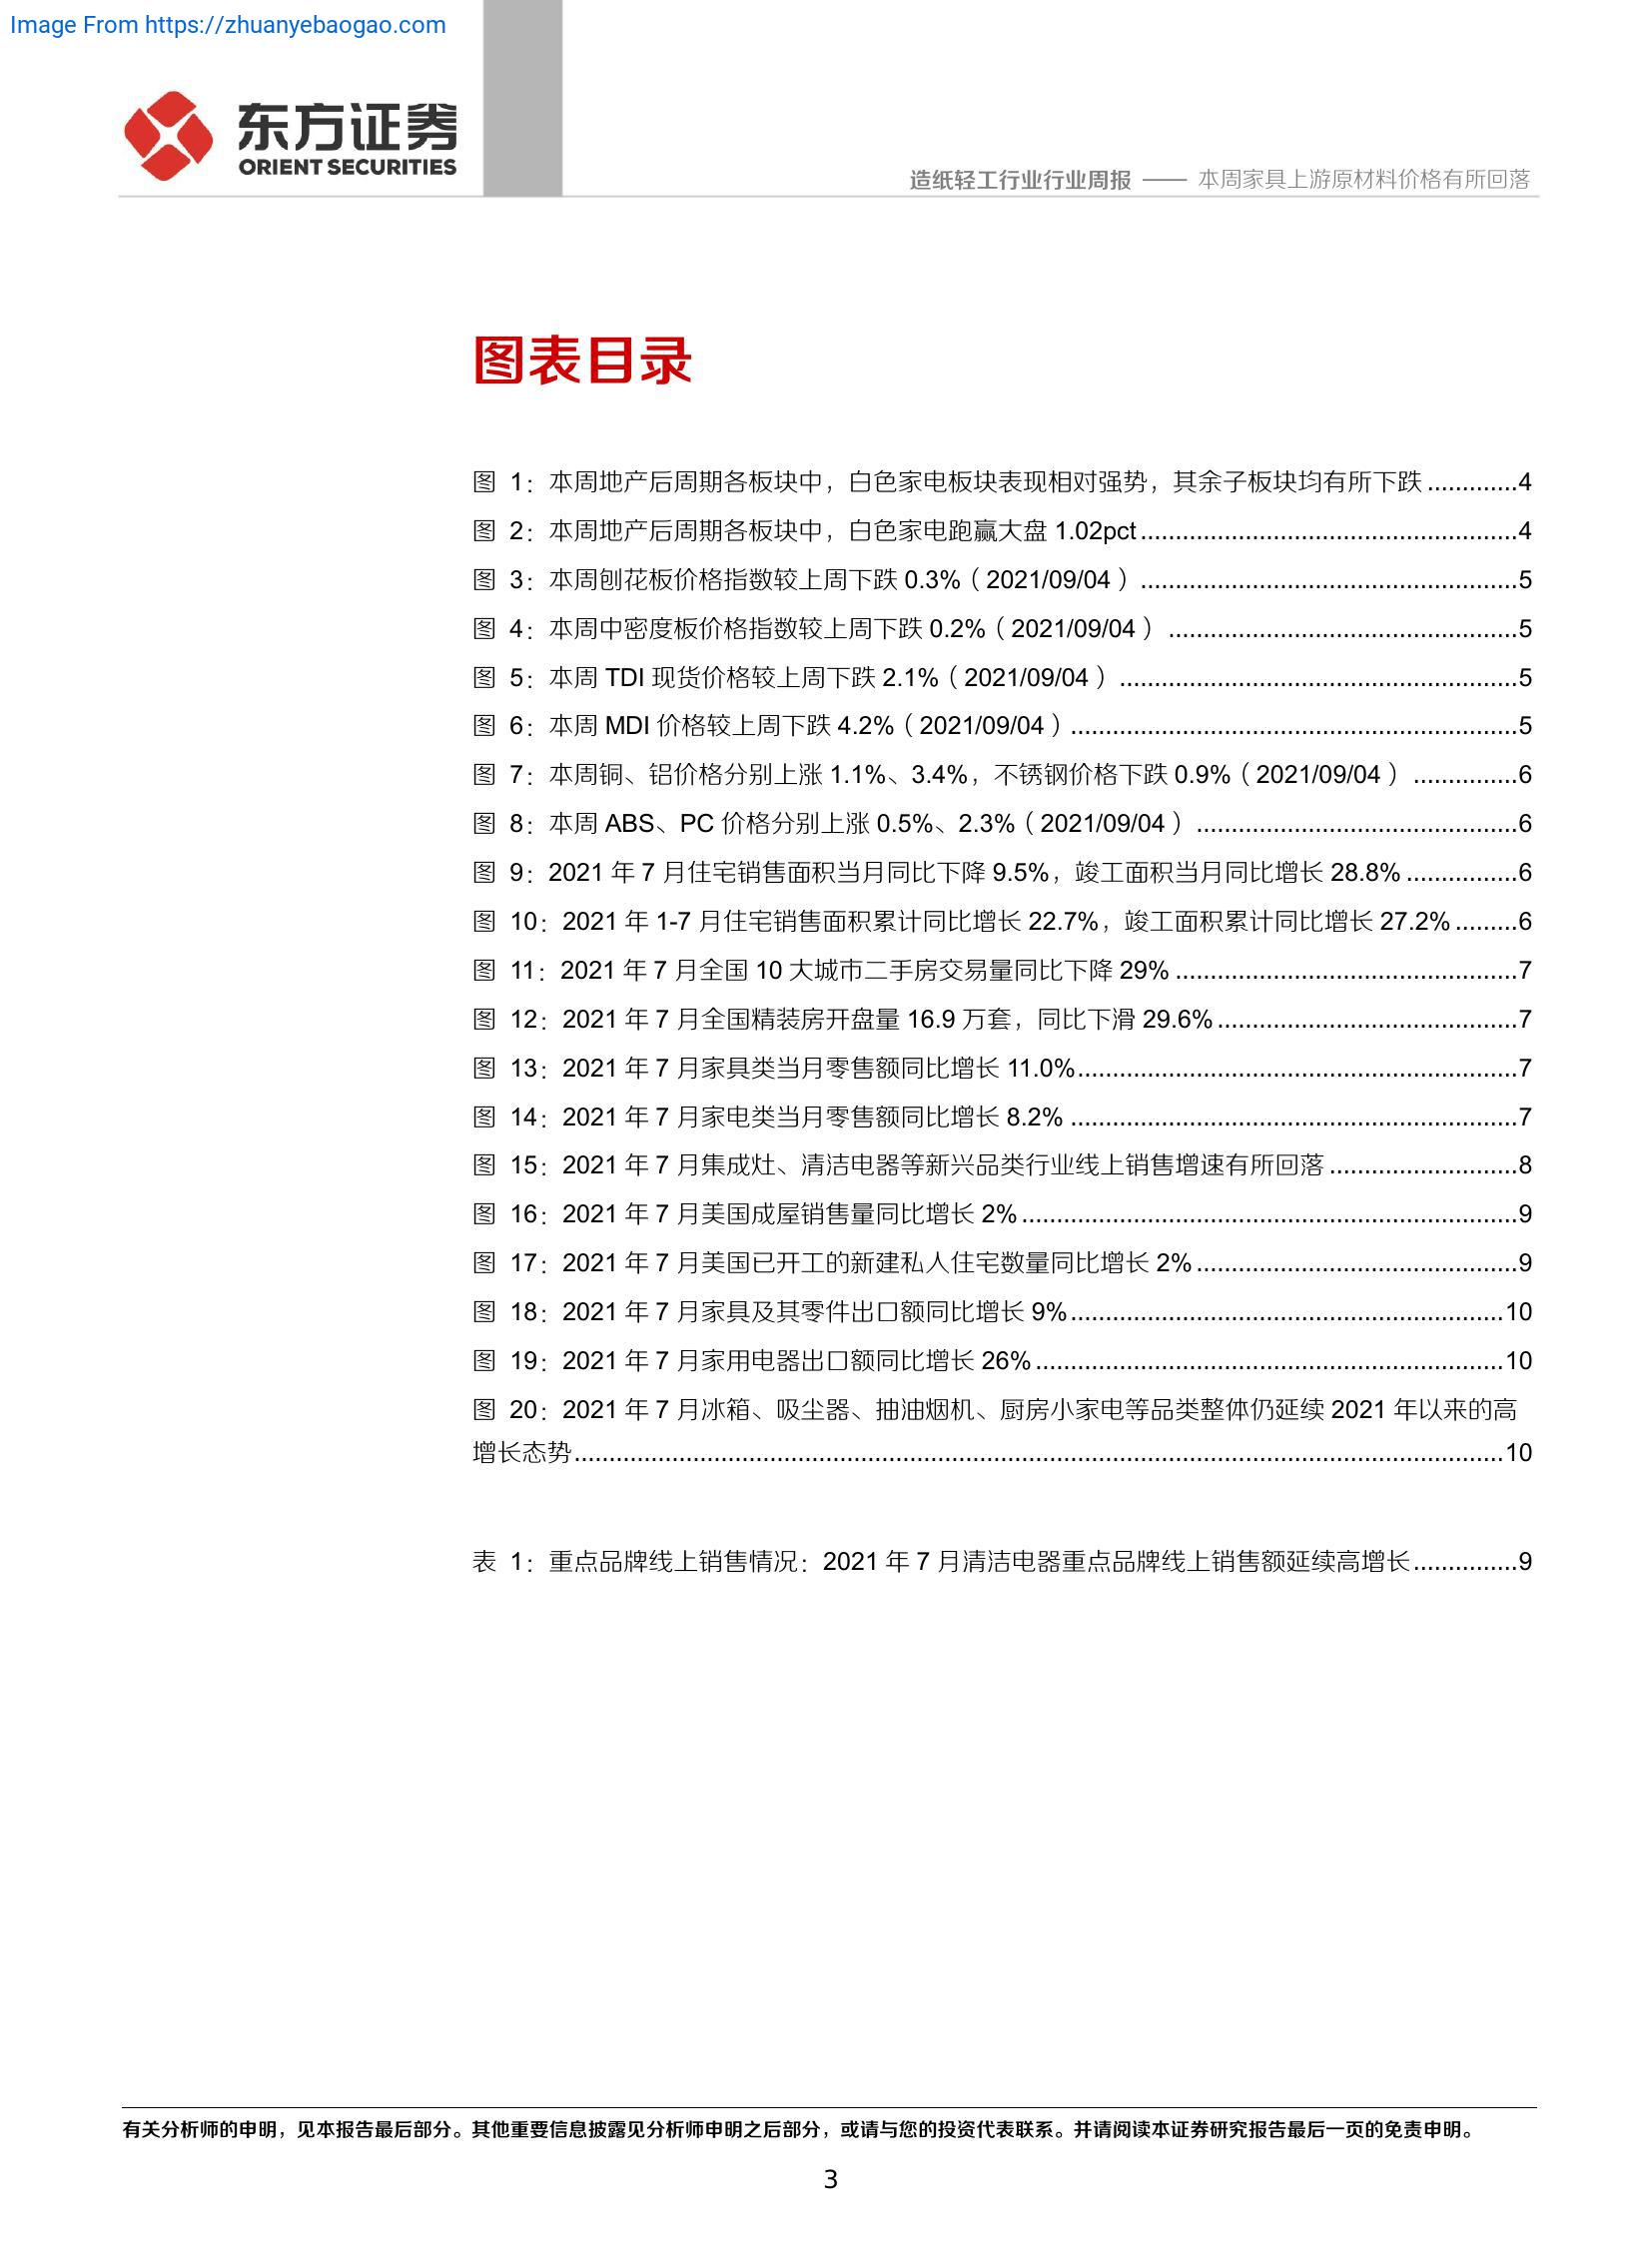 Image From https://zhuanyebaogao.com
东方证券
ORIENT SECURITIES
造纸轻工行业行业周报 —— 本周家具上游原材料价格有所回落
图表目录
图 1：本周地产后周期各板块中，白色家电板块表现相对强势，其余子板块均有所下跌.............4
图 2：本周地产后周期各板块中，白色家电跑赢大盘 1.02pct......................................................4
图 3：本周刨花板价格指数较上周下跌 0.3%（2021/09/04）......................................................5
图 4：本周中密度板价格指数较上周下跌 0.2%（2021/09/04）..................................................5
图 5：本周 TDI 现货价格较上周下跌 2.1%（2021/09/04）.........................................................5
图 6：本周 MDI 价格较上周下跌 4.2%（2021/09/04）................................................................5
图 7：本周铜、铝价格分别上涨 1.1%、3.4%，不锈钢价格下跌 0.9%（2021/09/04）...............6
图 8：本周 ABS、PC 价格分别上涨 0.5%、2.3%（2021/09/04）..............................................6
图 9：2021 年 7 月住宅销售面积当月同比下降 9.5%，竣工面积当月同比增长 28.8%................6
图 10：2021 年 1-7 月住宅销售面积累计同比增长 22.7%，竣工面积累计同比增长 27.2%.........6
图 11：2021 年 7 月全国 10 大城市二手房交易量同比下降 29%.................................................7
图 12：2021 年 7 月全国精装房开盘量 16.9 万套，同比下滑 29.6%...........................................7
图 13：2021 年 7 月家具类当月零售额同比增长 11.0%...............................................................7
图 14：2021 年 7 月家电类当月零售额同比增长 8.2%................................................................7
图 15：2021 年 7 月集成灶、清洁电器等新兴品类行业线上销售增速有所回落...........................8
图 16：2021 年 7 月美国成屋销售量同比增长 2%.......................................................................9
图 17：2021 年 7 月美国已开工的新建私人住宅数量同比增长 2%..............................................9
图 18：2021 年 7 月家具及其零件出口额同比增长 9%..............................................................10
图 19：2021 年 7 月家用电器出口额同比增长 26%...................................................................10
图 20：2021 年 7 月冰箱、吸尘器、抽油烟机、厨房小家电等品类整体仍延续 2021 年以来的高
增长态势.....................................................................................................................................10
表 1：重点品牌线上销售情况：2021 年 7 月清洁电器重点品牌线上销售额延续高增长...............9
有关分析师的申明，见本报告最后部分。其他重要信息披露见分析师申明之后部分，或请与您的投资代表联系。并请阅读本证券研究报告最后一页的免责申明。
3